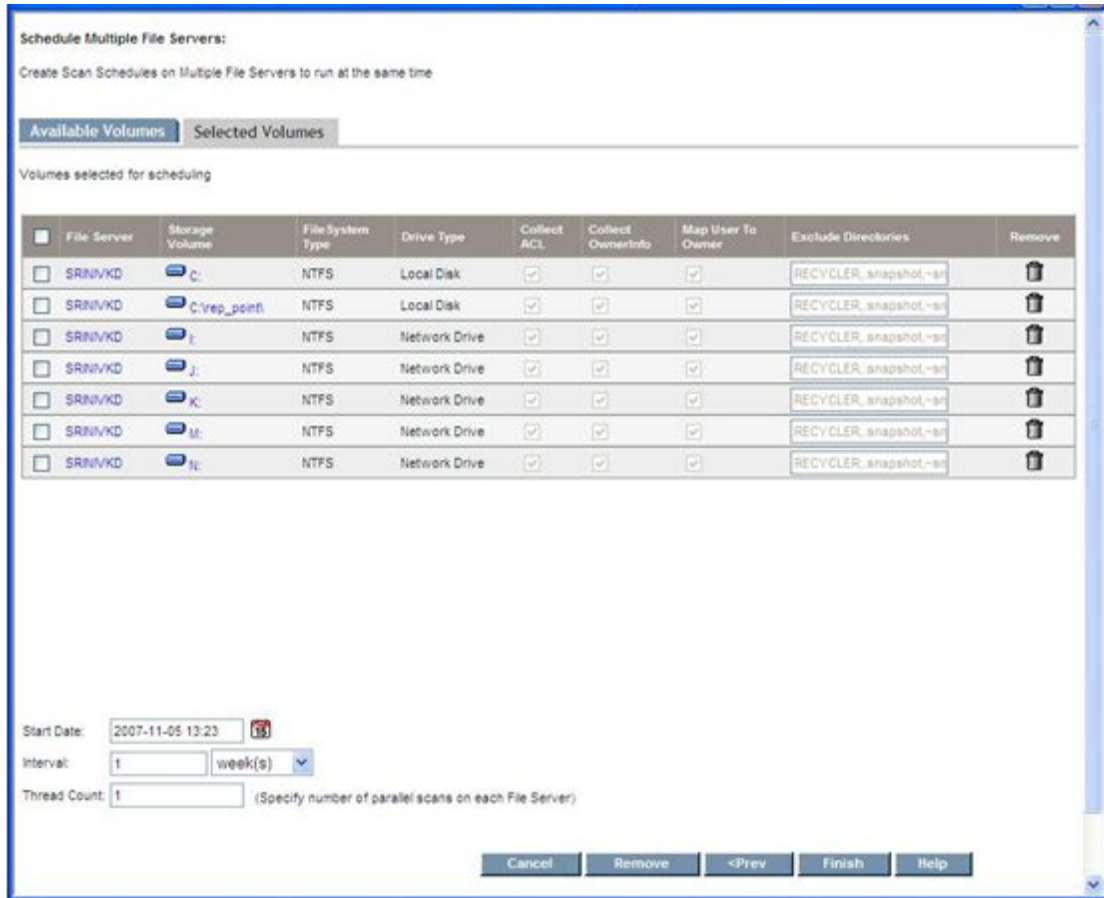 Schedule Multiple File Servers:
Create Scan Schedules on Multiple File Servers to run at the same time
Available Volumes Selected Volumes
Volumes selected for scheduling
File Server Storage Volume FileSystem Type Drive Type Collect ACL Collect OwnerInfo Map User To Owner Exclude Directories Remove
SRINIVKD C: NTFS Local Disk RECYCLER, snapshot,~sn
SRINIVKD C:\rep_point\ NTFS Local Disk RECYCLER, snapshot,~sn
SRINIVKD I: NTFS Network Drive RECYCLER, snapshot,~sn
SRINIVKD J: NTFS Network Drive RECYCLER, snapshot,~sn
SRINIVKD K: NTFS Network Drive RECYCLER, snapshot,~sn
SRINIVKD M: NTFS Network Drive RECYCLER, snapshot,~sn
SRINIVKD N: NTFS Network Drive RECYCLER, snapshot,~sn
Start Date: 2007-11-05 13:23
Interval: 1 week(s)
Thread Count: 1 (Specify number of parallel scans on each File Server)
Cancel Remove <Prev Finish Help